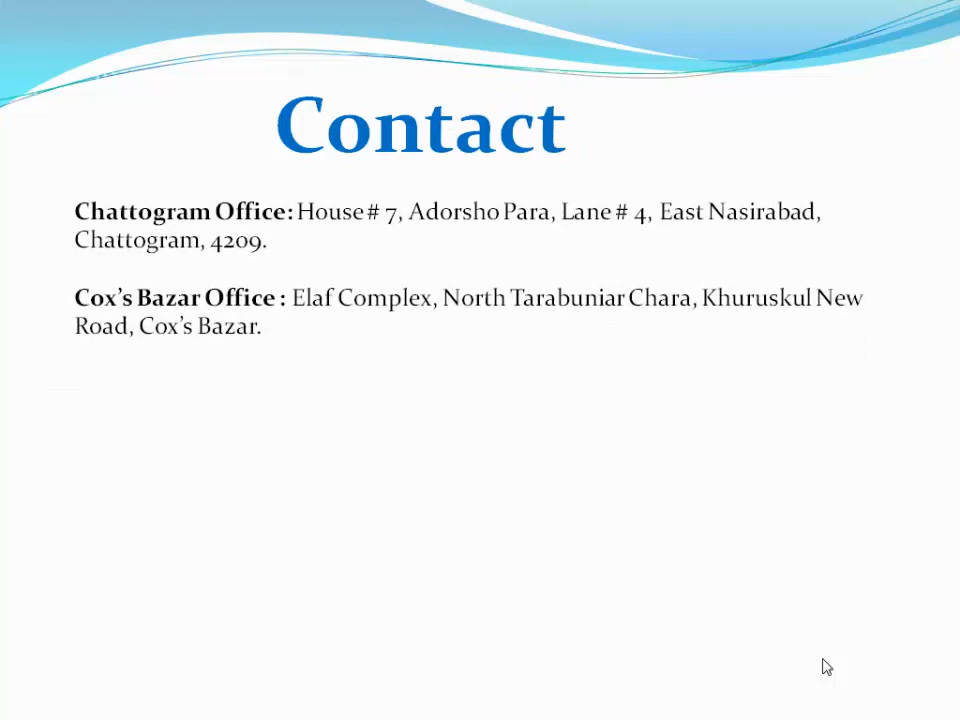 Contact
Chattogram Office: House # 7, Adorsho Para, Lane # 4, East Nasirabad,
Chattogram, 4209.
Cox’s Bazar Office : Elaf Complex, North Tarabuniar Chara, Khuruskul New
Road, Cox’s Bazar.